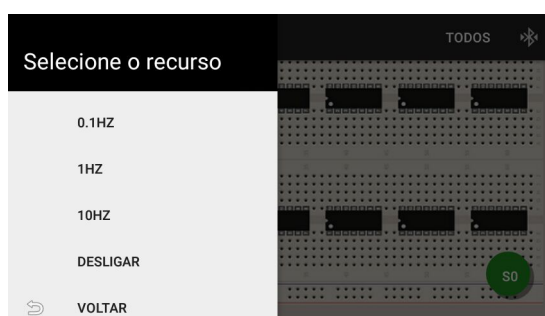 TODOS
Selecione o recurso
0.1HZ
1HZ
10HZ
DESLIGAR
S0
VOLTAR